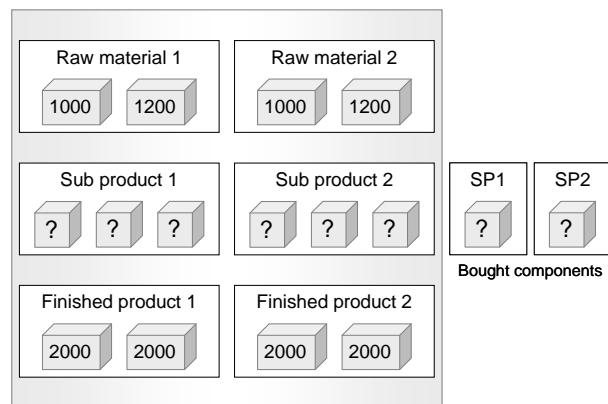 Raw material 1
Raw material 2
1000 1200
1000 1200
Sub product 1
Sub product 2
SP1
SP2
? ? ?
? ? ?
?
?
Bought components
Finished product 1
Finished product 2
2000 2000
2000 2000